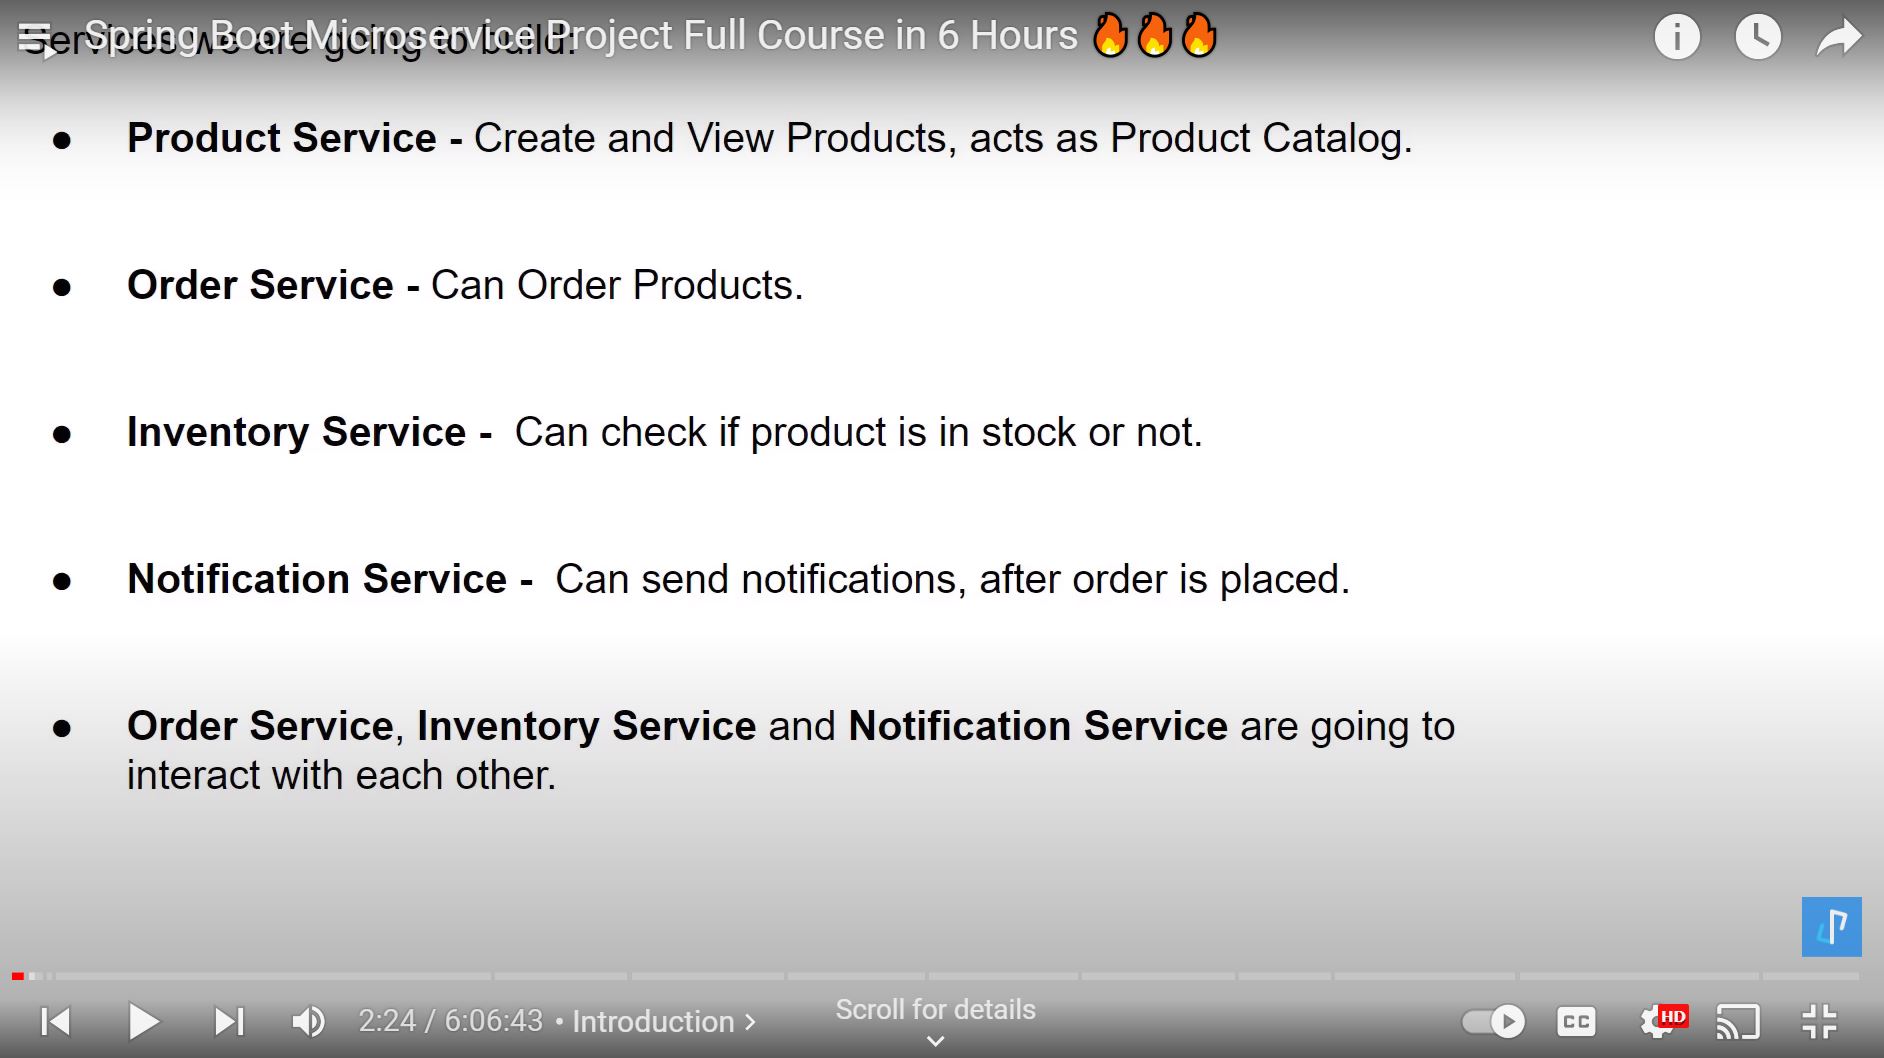 Services we are going to build:
Spring Boot Microservice Project Full Course in 6 Hours 🔥🔥🔥
● Product Service - Create and View Products, acts as Product Catalog.
● Order Service - Can Order Products.
● Inventory Service - Can check if product is in stock or not.
● Notification Service - Can send notifications, after order is placed.
● Order Service, Inventory Service and Notification Service are going to
interact with each other.
Scroll for details
2:24 / 6:06:43 • Introduction
CC
HD